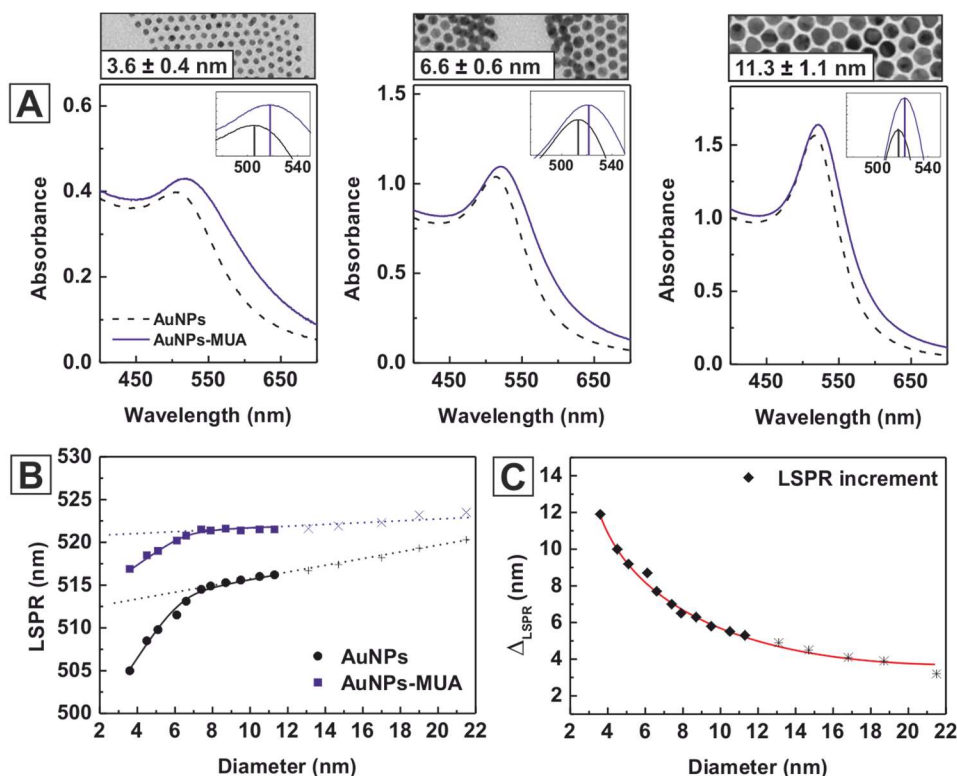 3.6 ± 0.4 nm
6.6 ± 0.6 nm
11.3 ± 1.1 nm
A
0.6
0.4
0.2
0.0
Absorbance
500 540
AuNPs
AuNPs-MUA
450 550 650
Wavelength (nm)
1.5
1.0
0.5
0.0
Absorbance
500 540
450 550 650
Wavelength (nm)
1.5
1.0
0.5
0.0
Absorbance
500 540
450 550 650
Wavelength (nm)
B
530
525
520
515
510
505
500
LSPR (nm)
AuNPs
AuNPs-MUA
2 4 6 8 10 12 14 16 18 20 22
Diameter (nm)
C
14
12
10
8
6
4
2
ΔLSPR (nm)
LSPR increment
2 4 6 8 10 12 14 16 18 20 22
Diameter (nm)